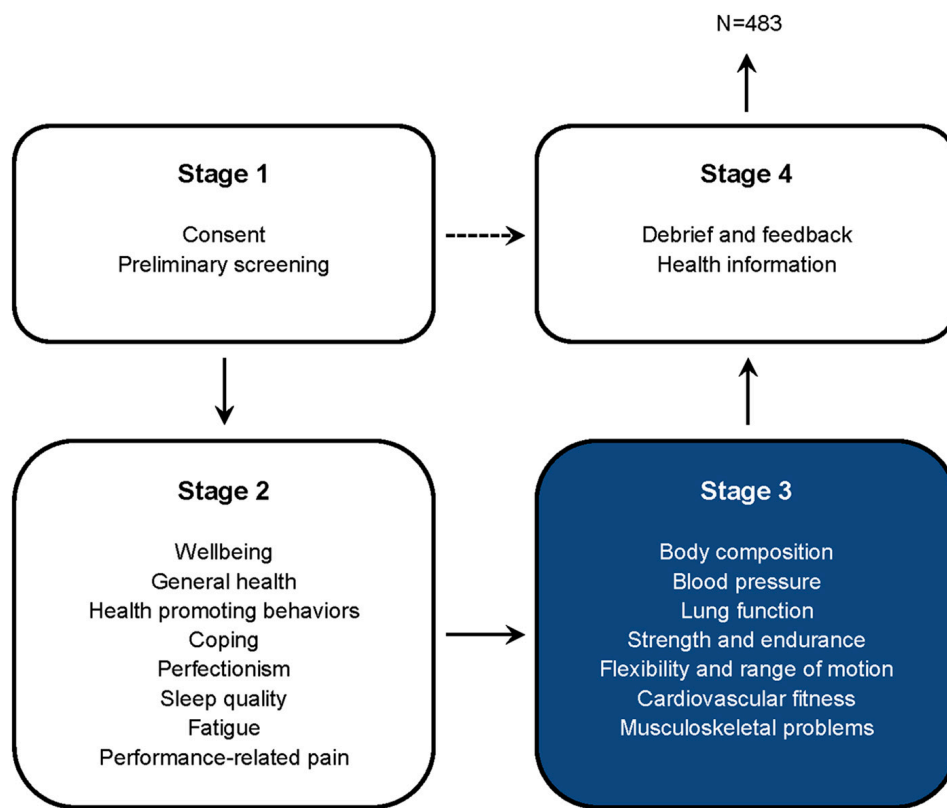 N=483
Stage 1
Consent
Preliminary screening
Stage 4
Debrief and feedback
Health information
Stage 2
Wellbeing
General health
Health promoting behaviors
Coping
Perfectionism
Sleep quality
Fatigue
Performance-related pain
Stage 3
Body composition
Blood pressure
Lung function
Strength and endurance
Flexibility and range of motion
Cardiovascular fitness
Musculoskeletal problems